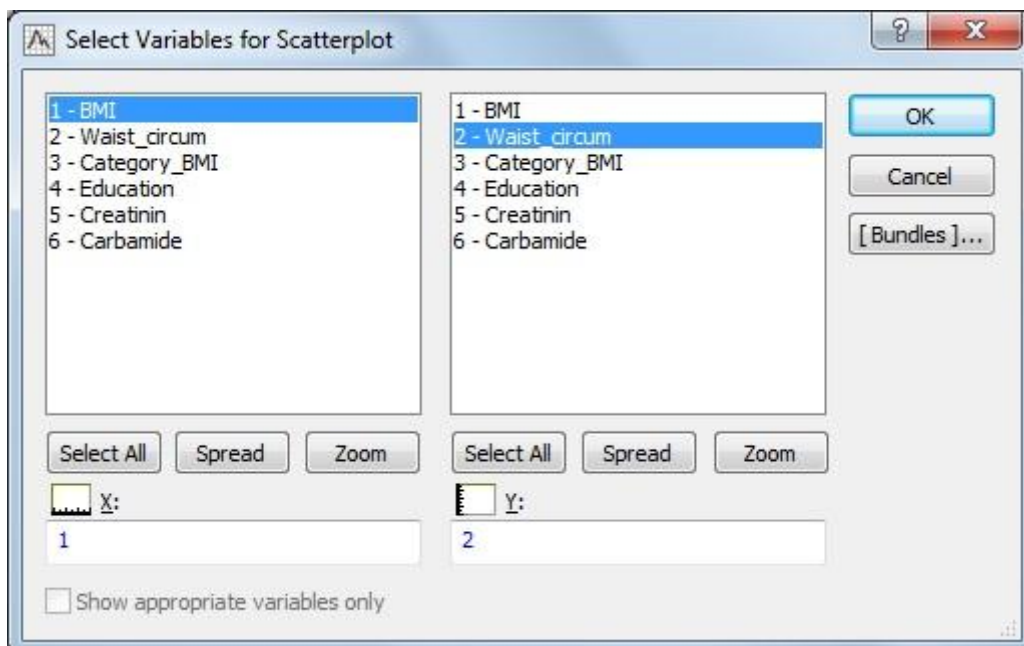 Select Variables for Scatterplot
1 - BMI
2 - Waist_circum
3 - Category_BMI
4 - Education
5 - Creatinin
6 - Carbamide
1 - BMI
2 - Waist_circum
3 - Category_BMI
4 - Education
5 - Creatinin
6 - Carbamide
OK
Cancel
[ Bundles ]...
Select All Spread Zoom
Select All Spread Zoom
X:
1
Y:
2
Show appropriate variables only